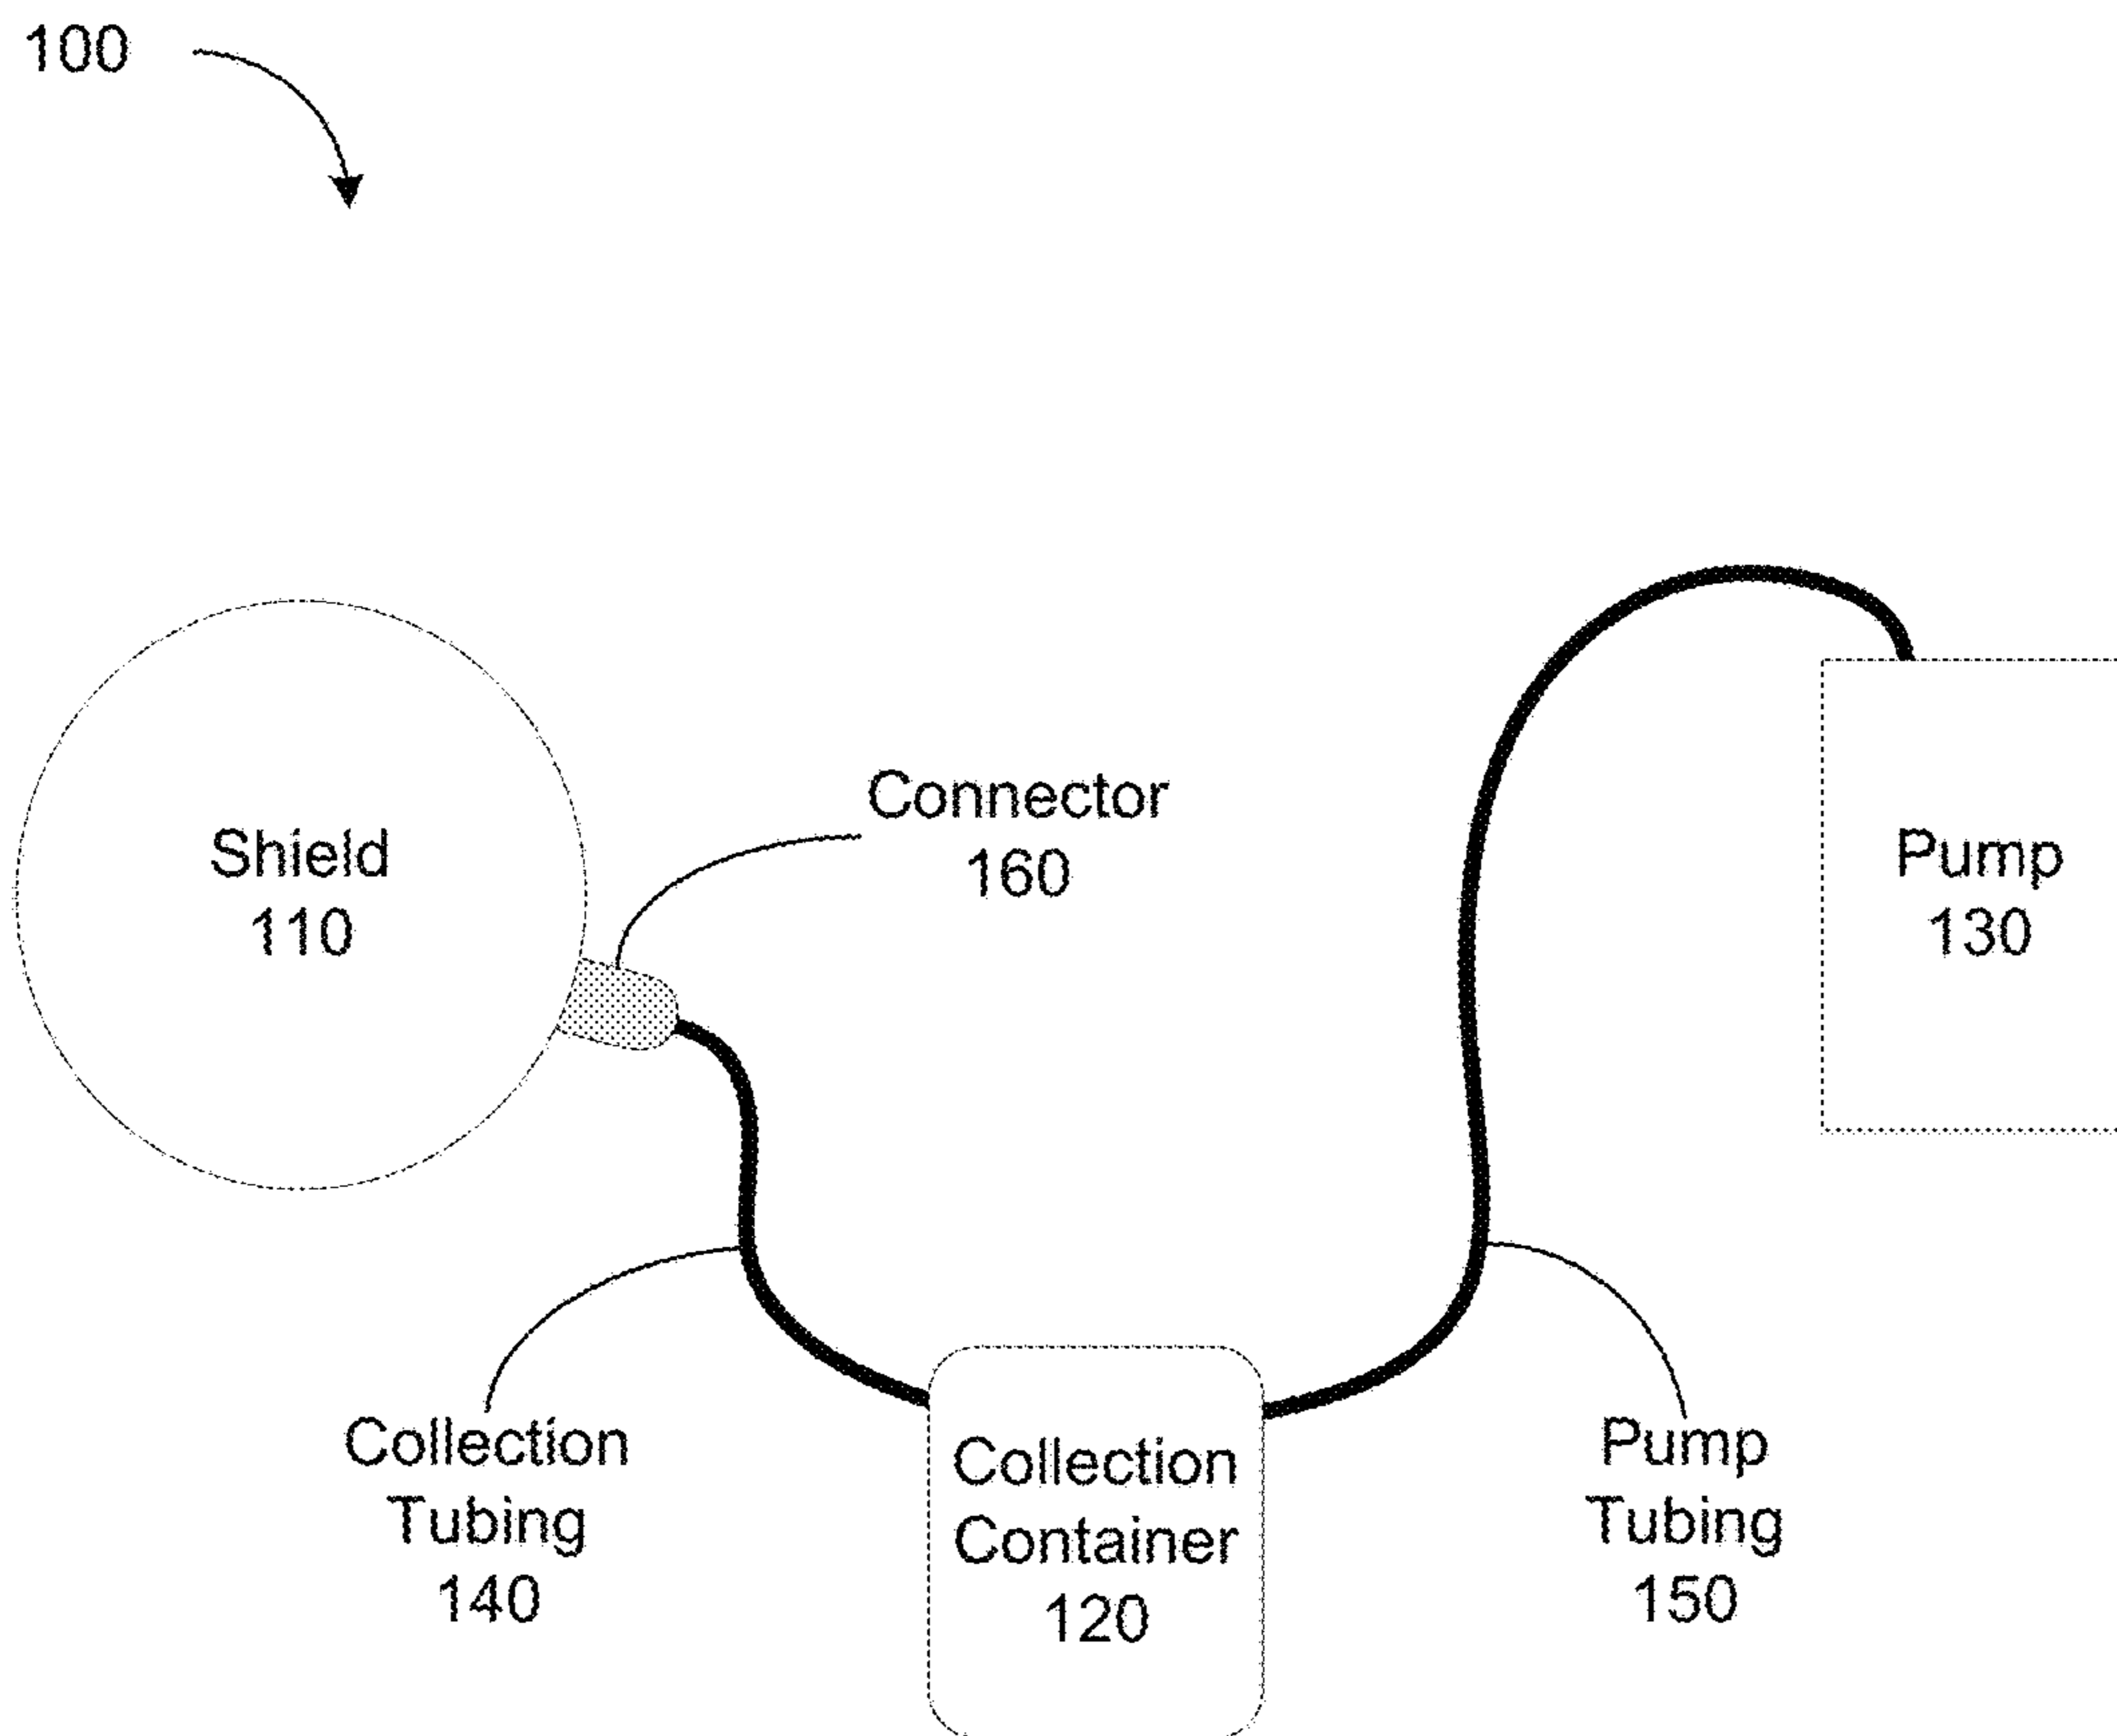 100
Shield
110
Connector
160
Pump
130
Collection
Tubing
140
Collection
Container
120
Pump
Tubing
150